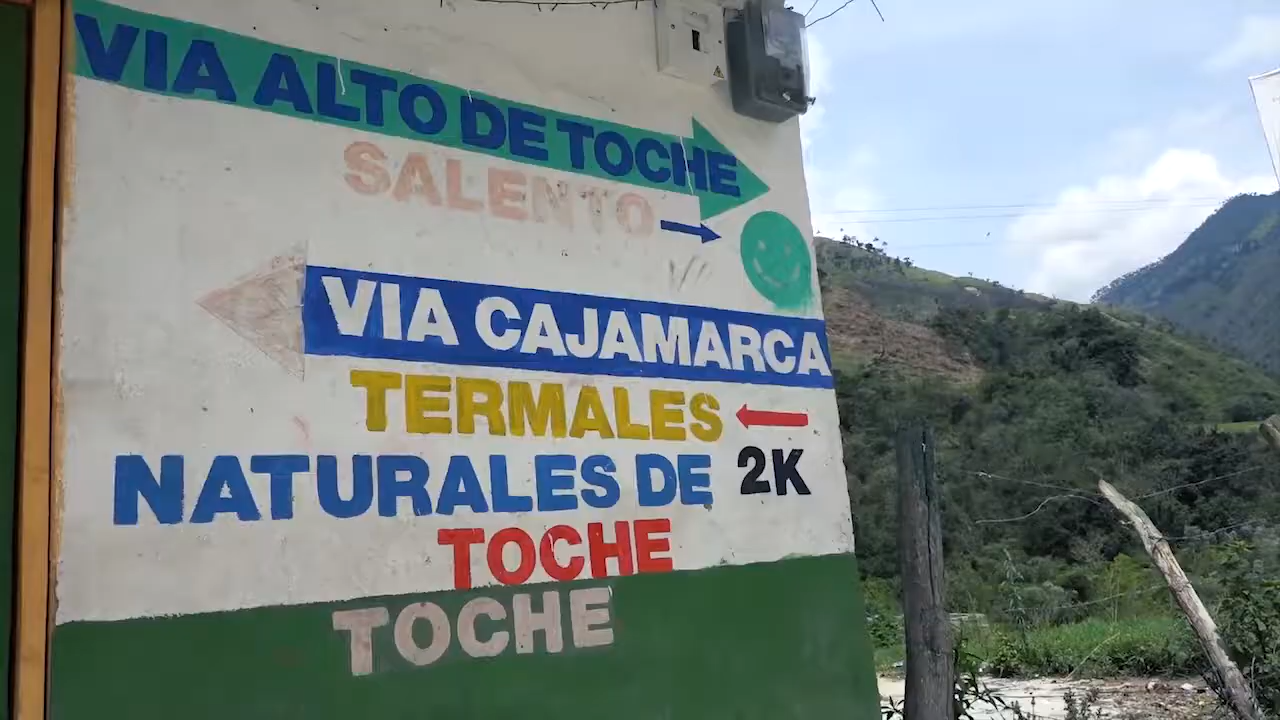 VIA ALTO DE TOCHE
SALENTO
VIA CAJAMARCA
TERMALES
NATURALES DE 2K
TOCHE
TOCHE